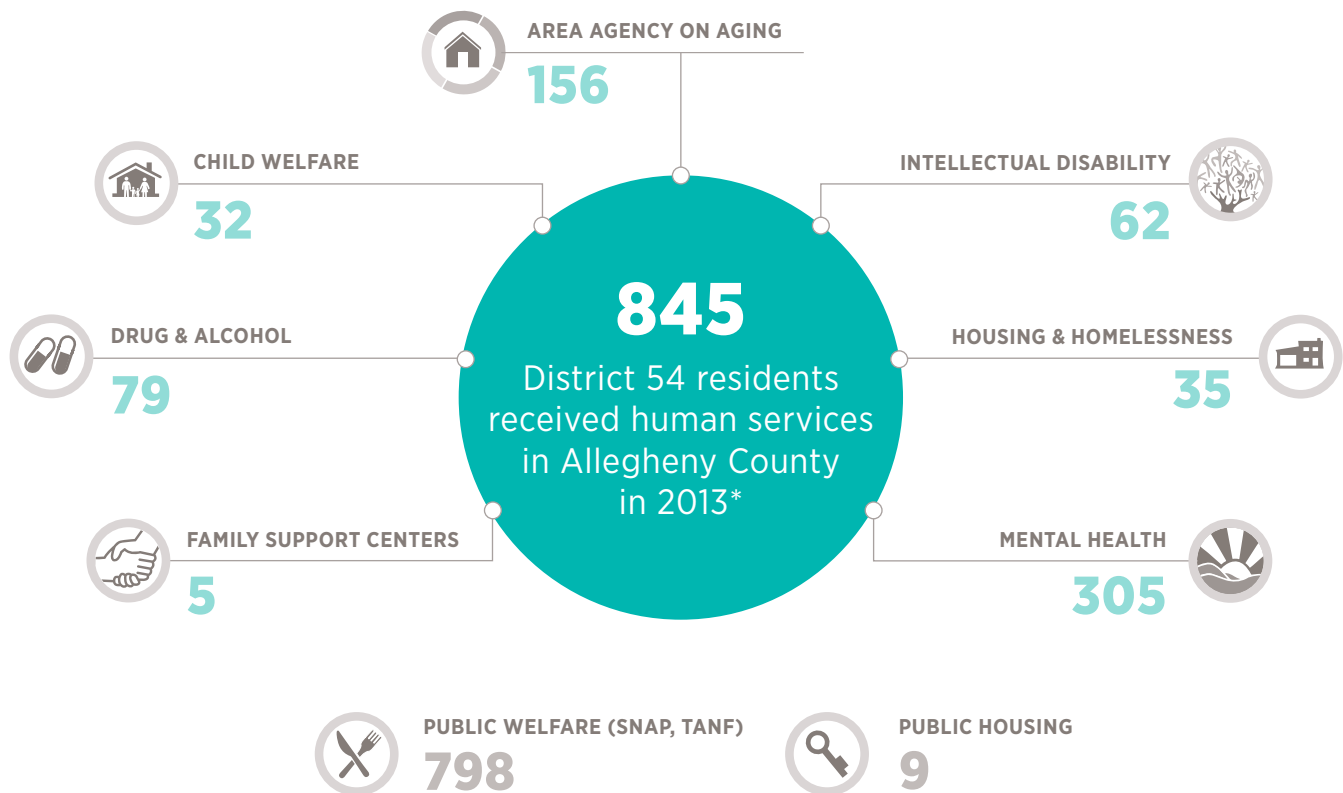 AREA AGENCY ON AGING
156
CHILD WELFARE
32
INTELLECTUAL DISABILITY
62
845
District 54 residents
received human services
in Allegheny County
in 2013*
DRUG & ALCOHOL
79
HOUSING & HOMELESSNESS
35
FAMILY SUPPORT CENTERS
5
MENTAL HEALTH
305
PUBLIC WELFARE (SNAP, TANF)
798
PUBLIC HOUSING
9